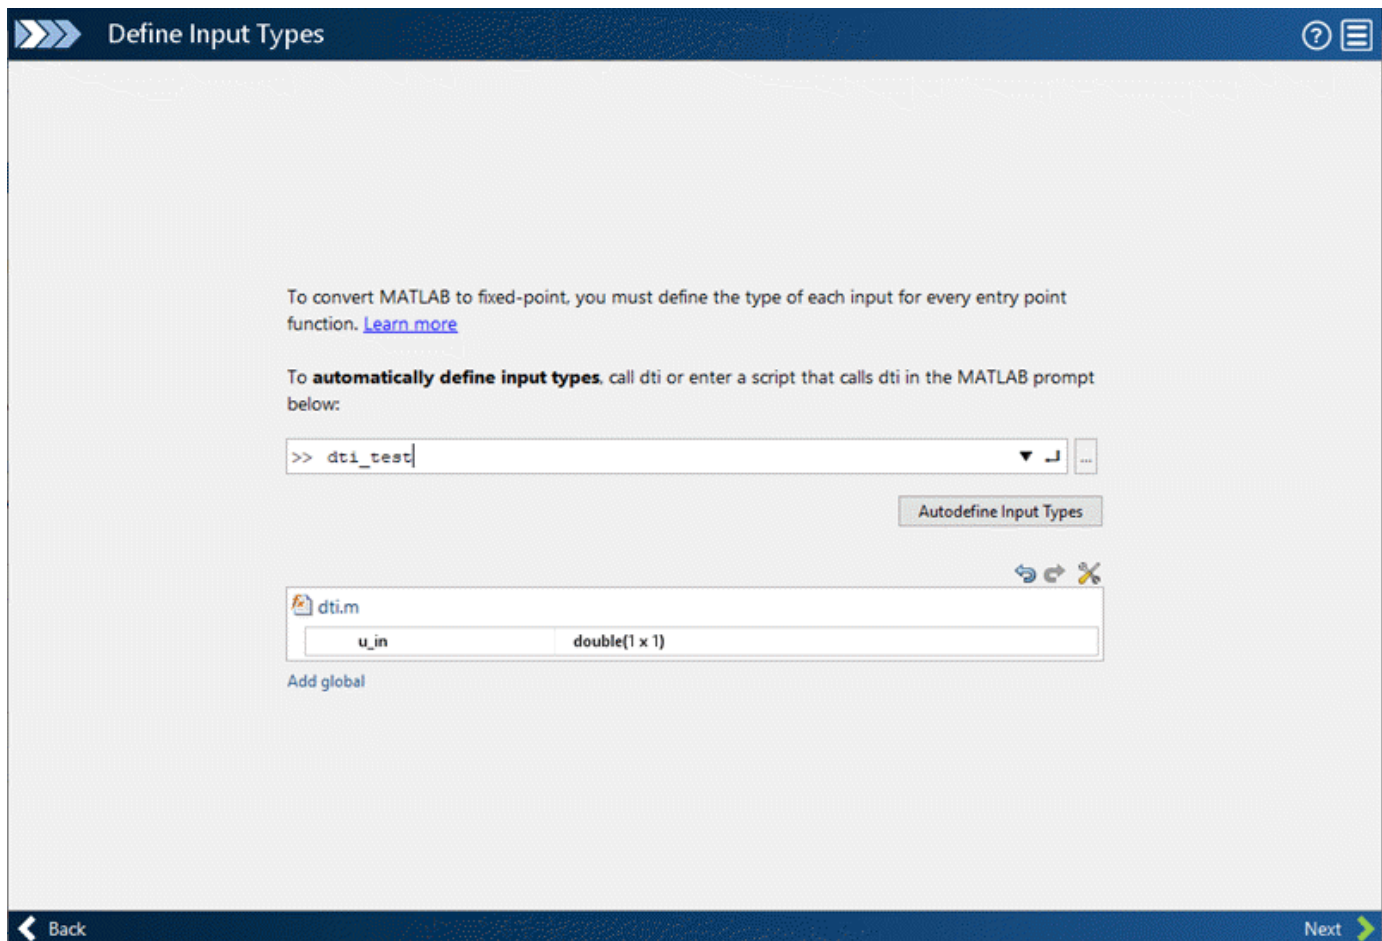 Define Input Types
To convert MATLAB to fixed-point, you must define the type of each input for every entry point
function. Learn more
To automatically define input types, call dti or enter a script that calls dti in the MATLAB prompt
below:
>> dti_test
...
Autodefine Input Types
dti.m
u_in double(1 x 1)
Add global
Back Next